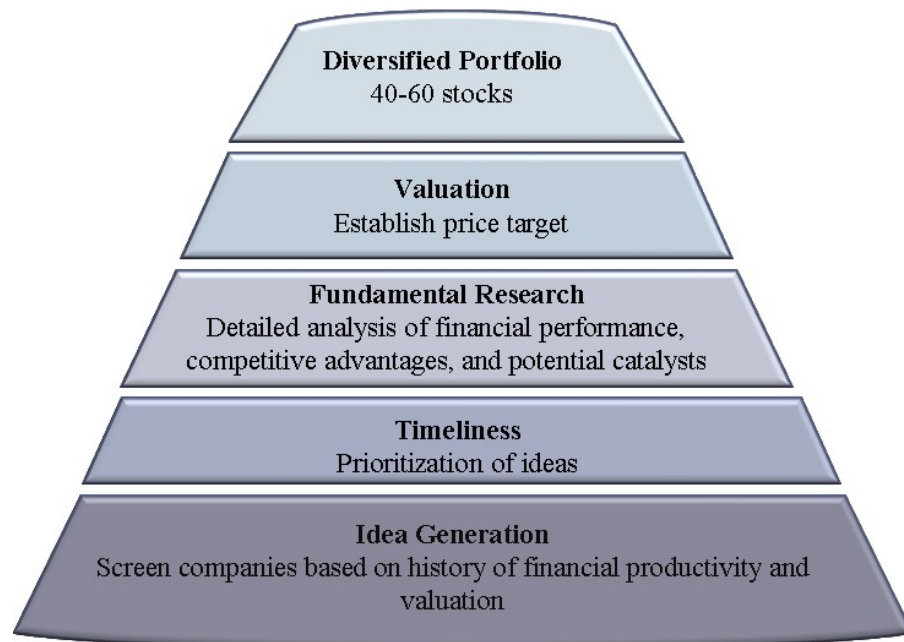 Diversified Portfolio
40-60 stocks
Valuation
Establish price target
Fundamental Research
Detailed analysis of financial performance,
competitive advantages, and potential catalysts
Timeliness
Prioritization of ideas
Idea Generation
Screen companies based on history of financial productivity and
valuation